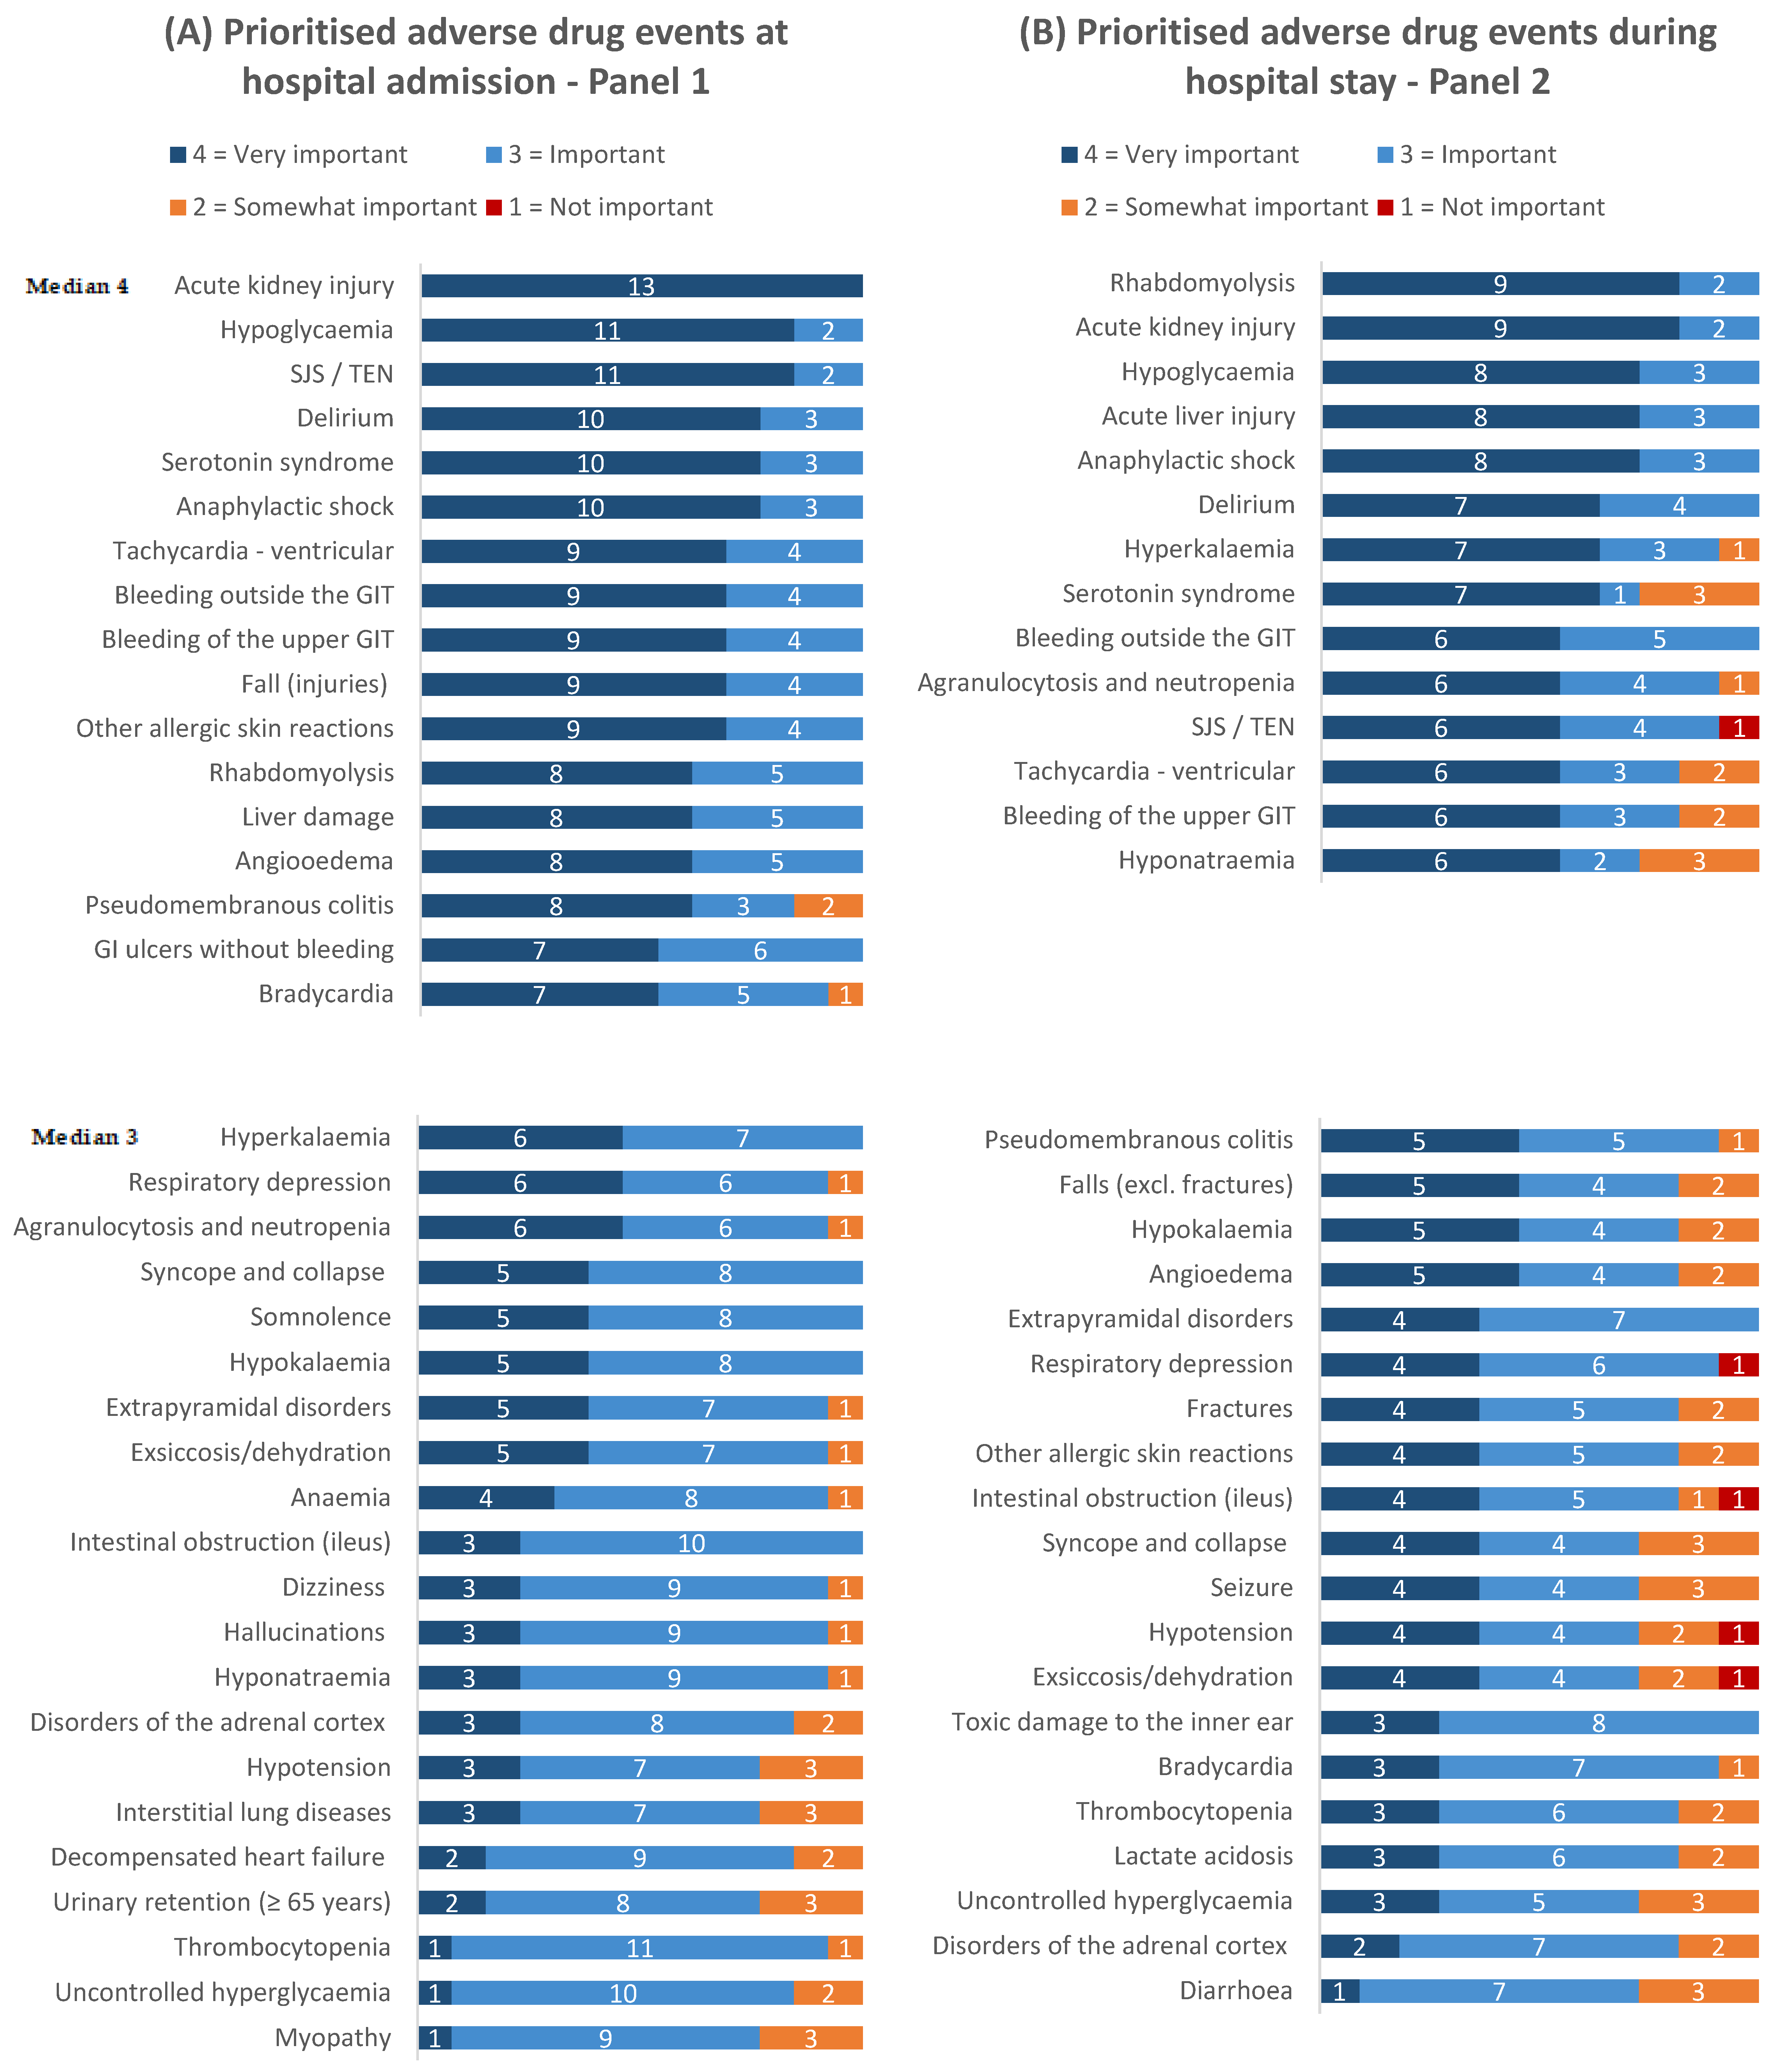 (A) Prioritised adverse drug events at
hospital admission - Panel 1
4 = Very important
3 = Important
2 = Somewhat important
1 = Not important
Median 4
Acute kidney injury 13
Hypoglycaemia 11 2
SJS / TEN 11 2
Delirium 10 3
Serotonin syndrome 10 3
Anaphylactic shock 10 3
Tachycardia - ventricular 9 4
Bleeding outside the GIT 9 4
Bleeding of the upper GIT 9 4
Fall (injuries) 9 4
Other allergic skin reactions 9 4
Rhabdomyolysis 8 5
Liver damage 8 5
Angiooedema 8 5
Pseudomembranous colitis 8 3 2
GI ulcers without bleeding 7 6
Bradycardia 7 5 1
Median 3
Hyperkalaemia 6 7
Respiratory depression 6 6 1
Agranulocytosis and neutropenia 6 6 1
Syncope and collapse 5 8
Somnolence 5 8
Hypokalaemia 5 8
Extrapyramidal disorders 5 7 1
Exsiccosis/dehydration 5 7 1
Anaemia 4 8 1
Intestinal obstruction (ileus) 3 10
Dizziness 3 9 1
Hallucinations 3 9 1
Hyponatraemia 3 9 1
Disorders of the adrenal cortex 3 8 2
Hypotension 3 7 3
Interstitial lung diseases 3 7 3
Decompensated heart failure 2 9 2
Urinary retention (≥ 65 years) 2 8 3
Thrombocytopenia 1 11 1
Uncontrolled hyperglycaemia 1 10 2
Myopathy 1 9 3
(B) Prioritised adverse drug events during
hospital stay - Panel 2
4 = Very important
3 = Important
2 = Somewhat important
1 = Not important
Rhabdomyolysis 9 2
Acute kidney injury 9 2
Hypoglycaemia 8 3
Acute liver injury 8 3
Anaphylactic shock 8 3
Delirium 7 4
Hyperkalaemia 7 3 1
Serotonin syndrome 7 1 3
Bleeding outside the GIT 6 5
Agranulocytosis and neutropenia 6 4 1
SJS / TEN 6 4 1
Tachycardia - ventricular 6 3 2
Bleeding of the upper GIT 6 3 2
Hyponatraemia 6 2 3
Pseudomembranous colitis 5 5 1
Falls (excl. fractures) 5 4 2
Hypokalaemia 5 4 2
Angioedema 5 4 2
Extrapyramidal disorders 4 7
Respiratory depression 4 6 1
Fractures 4 5 2
Other allergic skin reactions 4 5 2
Intestinal obstruction (ileus) 4 5 1 1
Syncope and collapse 4 4 3
Seizure 4 4 3
Hypotension 4 4 2 1
Exsiccosis/dehydration 4 4 2 1
Toxic damage to the inner ear 3 8
Bradycardia 3 7 1
Thrombocytopenia 3 6 2
Lactate acidosis 3 6 2
Uncontrolled hyperglycaemia 3 5 3
Disorders of the adrenal cortex 2 7 2
Diarrhoea 1 7 3